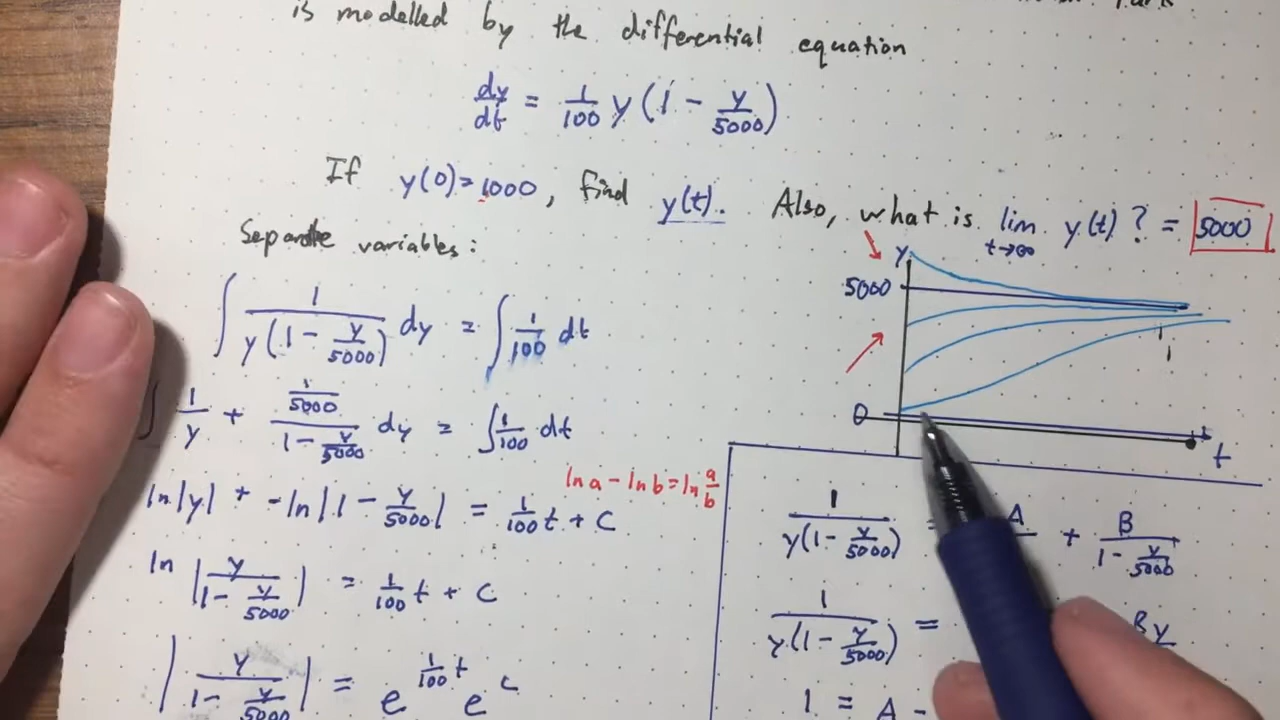 is modelled by the differential equation
dy/dt = 1/100 y (1 - y/5000)
If y(0)=1000, find y(t). Also, what is lim t→∞ y(t)? = 5000
Separate variables:
∫ 1/(y(1 - y/5000)) dy = ∫ 1/100 dt
∫ 1/y + (1/5000)/(1 - y/5000) dy = ∫ 1/100 dt
ln|y| + -ln|1 - y/5000| = 1/100 t + C
ln a - ln b = ln a/b
ln |y/(1 - y/5000)| = 1/100 t + C
|y/(1 - y/5000)| = e^(1/100 t) e^C
y
5000
0
t
1/(y(1 - y/5000)) = A + B/(1 - y/5000)
1/(y(1 - y/5000)) = By
1 = A -